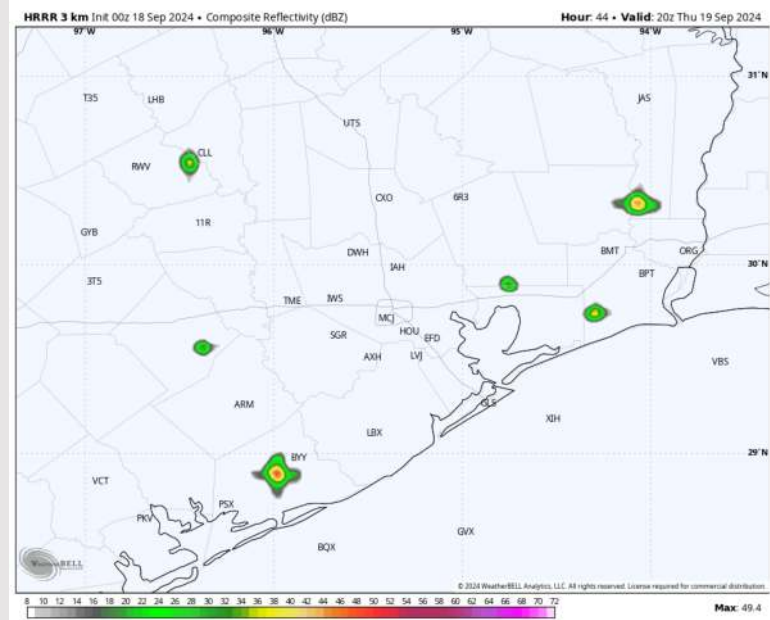 HRRR 3 km Init 00z 18 Sep 2024 • Composite Reflectivity (dBZ) Hour: 44 • Valid: 20z Thu 19 Sep 2024
97°W 96°W 95°W 94°W
31°N
T35 LHB JAS
UTS
CLL
RWV
CXO 6R3
11R
GYB
DWH BMT ORG
IAH 30°N
BPT
3T5
TME IWS
MCJ
HOU
SGR EFD
AXH LVJ VBS
ARM
GLS
XIH
LBX
29°N
BYY
VCT
PSX
PKV
GVX
BQX
WeatherBELL
© 2024 WeatherBELL Analytics, LLC. All rights reserved. License required for commercial distribution.
8 10 12 14 16 18 20 22 24 26 28 30 32 34 36 38 40 42 44 46 48 50 52 54 56 58 60 62 64 66 68 70 72
Max: 49.4